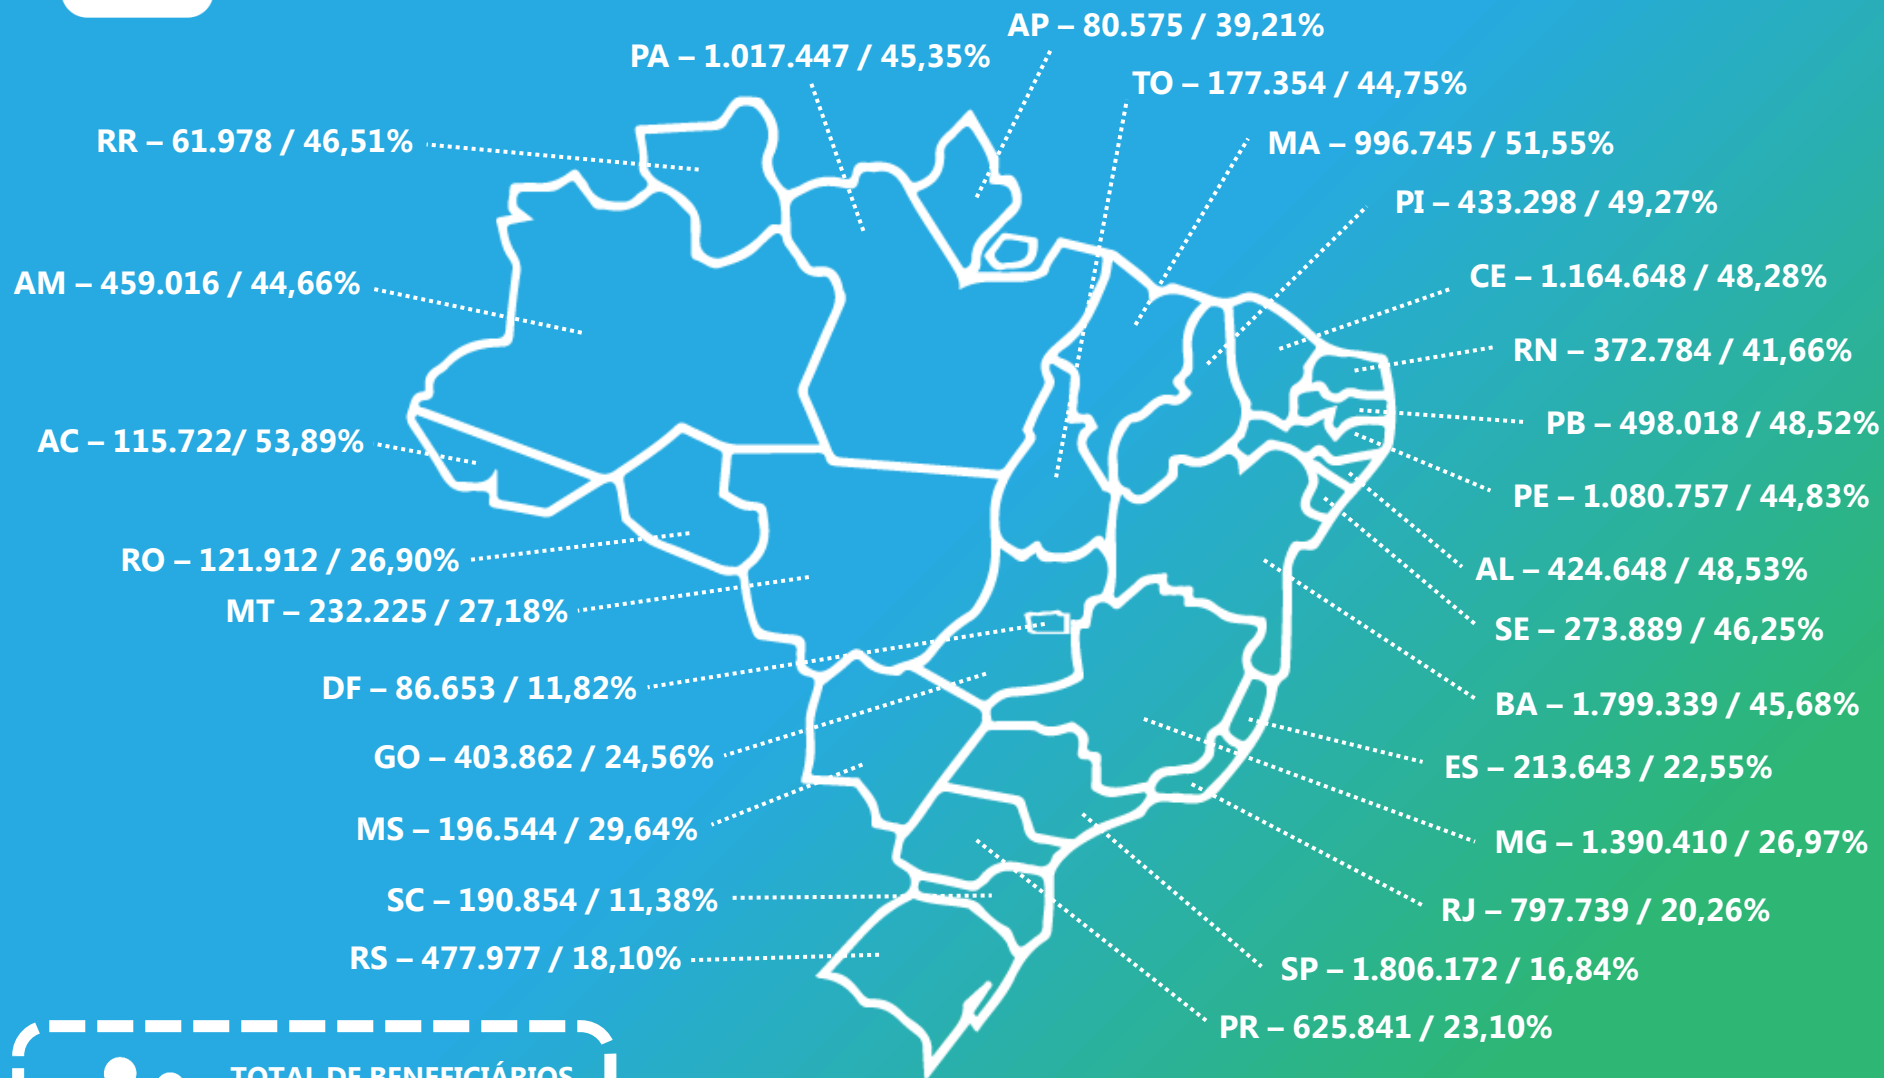 AP – 80.575 / 39,21%
PA – 1.017.447 / 45,35%
TO – 177.354 / 44,75%
RR – 61.978 / 46,51%
MA – 996.745 / 51,55%
PI – 433.298 / 49,27%
AM – 459.016 / 44,66%
CE – 1.164.648 / 48,28%
RN – 372.784 / 41,66%
AC – 115.722/ 53,89%
PB – 498.018 / 48,52%
PE – 1.080.757 / 44,83%
RO – 121.912 / 26,90%
AL – 424.648 / 48,53%
MT – 232.225 / 27,18%
SE – 273.889 / 46,25%
DF – 86.653 / 11,82%
BA – 1.799.339 / 45,68%
GO – 403.862 / 24,56%
ES – 213.643 / 22,55%
MS – 196.544 / 29,64%
MG – 1.390.410 / 26,97%
SC – 190.854 / 11,38%
RJ – 797.739 / 20,26%
RS – 477.977 / 18,10%
SP – 1.806.172 / 16,84%
PR – 625.841 / 23,10%
TOTAL DE BENEFICIÁRIOS